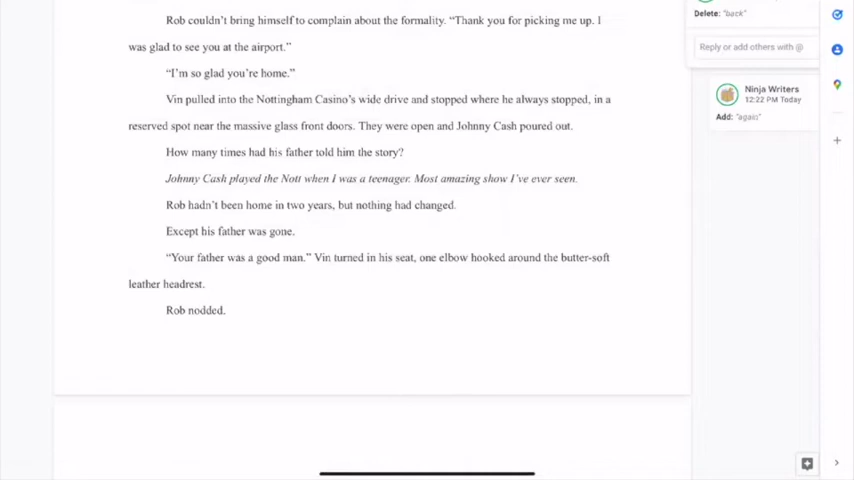 Rob couldn't bring himself to complain about the formality. "Thank you for picking me up. I
was glad to see you at the airport."
"I'm so glad you're home."
Vin pulled into the Nottingham Casino's wide drive and stopped where he always stopped, in a
reserved spot near the massive glass front doors. They were open and Johnny Cash poured out.
How many times had his father told him the story?
Johnny Cash played the Nott when I was a teenager. Most amazing show I've ever seen.
Rob hadn't been home in two years, but nothing had changed.
Except his father was gone.
"Your father was a good man." Vin turned in his seat, one elbow hooked around the butter-soft
leather headrest.
Rob nodded.
Delete: "back"
Reply or add others with @
Ninja Writers
12:22 PM Today
Add: "again"